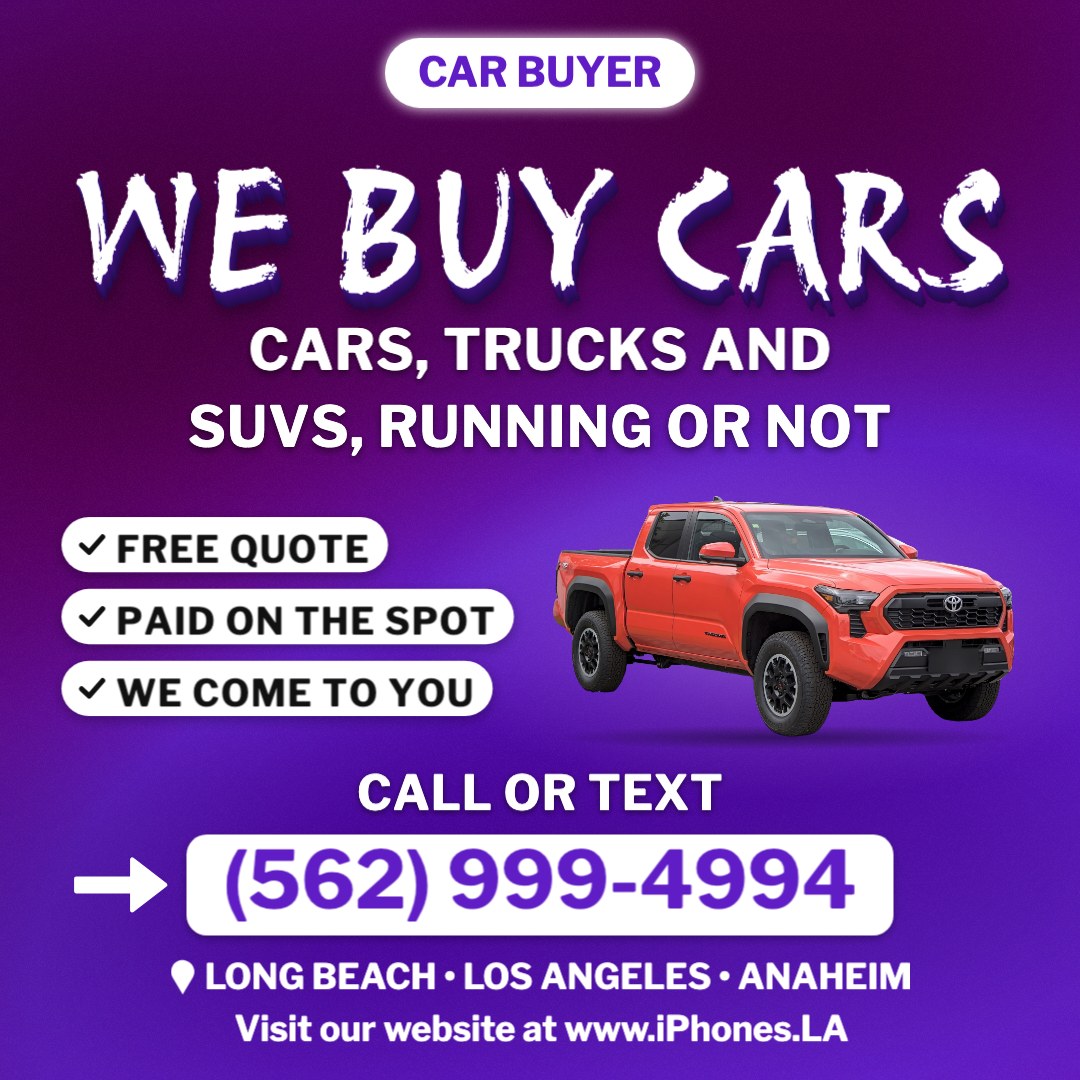 CAR BUYER
WE BUY CARS
CARS, TRUCKS AND
SUVS, RUNNING OR NOT
FREE QUOTE
PAID ON THE SPOT
WE COME TO YOU
CALL OR TEXT
(562) 999-4994
LONG BEACH • LOS ANGELES • ANAHEIM
Visit our website at www.iPhones.LA